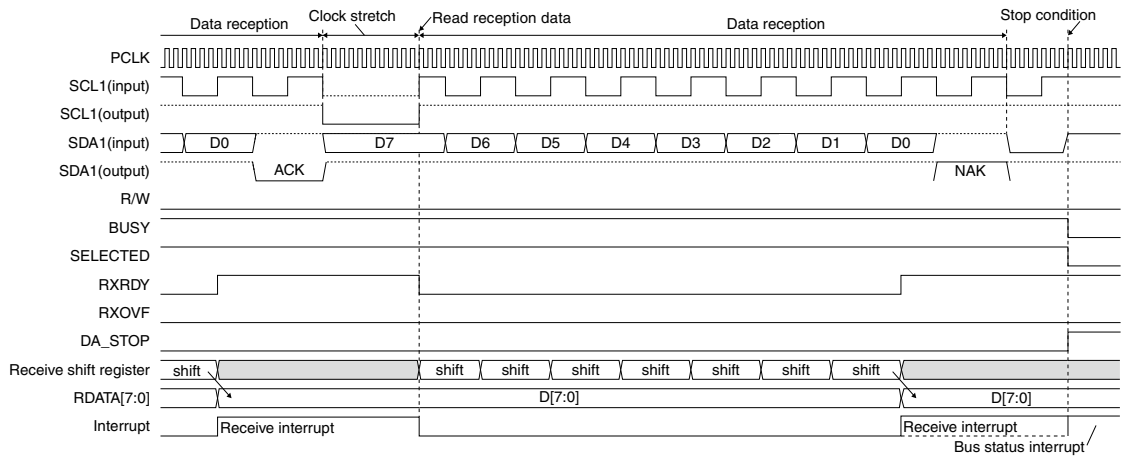 Data reception Clock stretch Read reception data Data reception Stop condition
PCLK
SCL1(input)
SCL1(output)
SDA1(input) D0 D7 D6 D5 D4 D3 D2 D1 D0
SDA1(output) ACK NAK
R/W
BUSY
SELECTED
RXRDY
RXOVF
DA_STOP
Receive shift register shift shift shift shift shift shift shift shift
RDATA[7:0] D[7:0] D[7:0]
Interrupt Receive interrupt Receive interrupt
Bus status interrupt